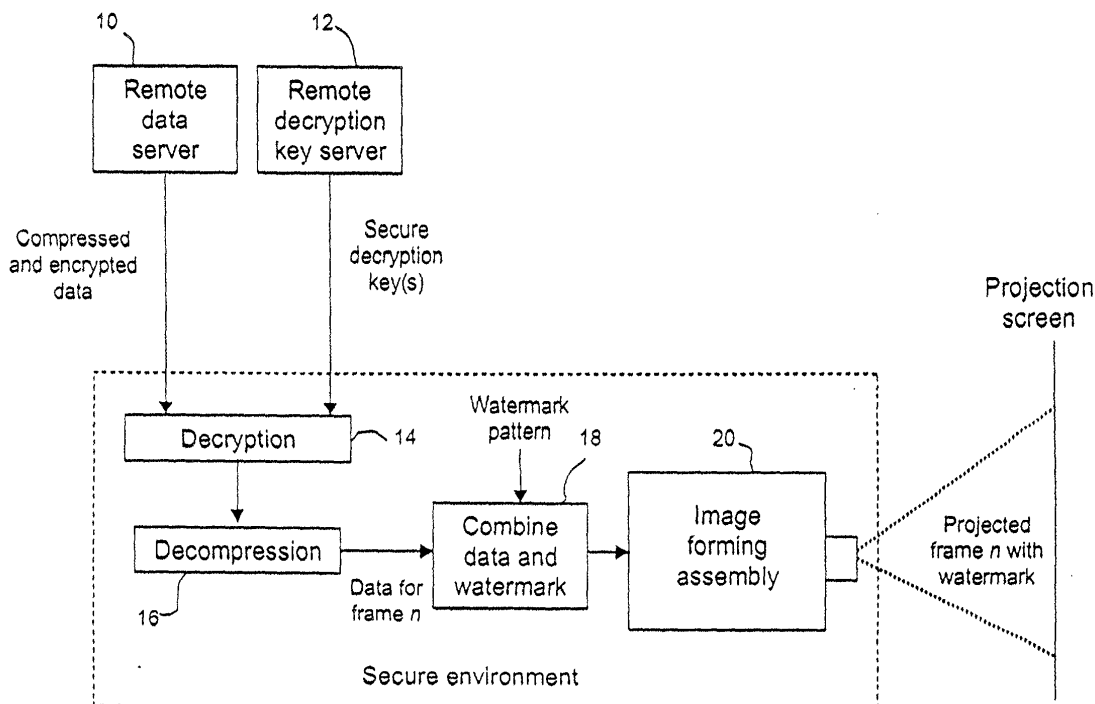 10
12
Remote
data
server
Remote
decryption
key server
Compressed
and encrypted
data
Secure
decryption
key(s)
Projection
screen
Decryption
14
Watermark
pattern
18
20
Decompression
16
Data for
frame n
Combine
data and
watermark
Image
forming
assembly
Projected
frame n with
watermark
Secure environment